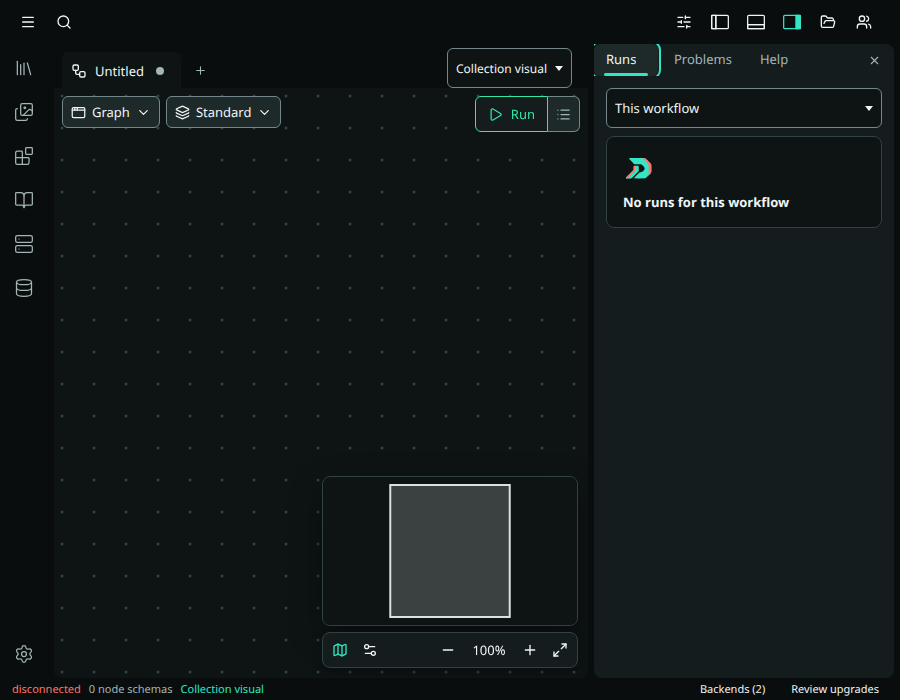 Untitled
Collection visual
Runs
Problems
Help
Graph
Standard
Run
This workflow
No runs for this workflow
100%
disconnected
0 node schemas
Collection visual
Backends (2)
Review upgrades